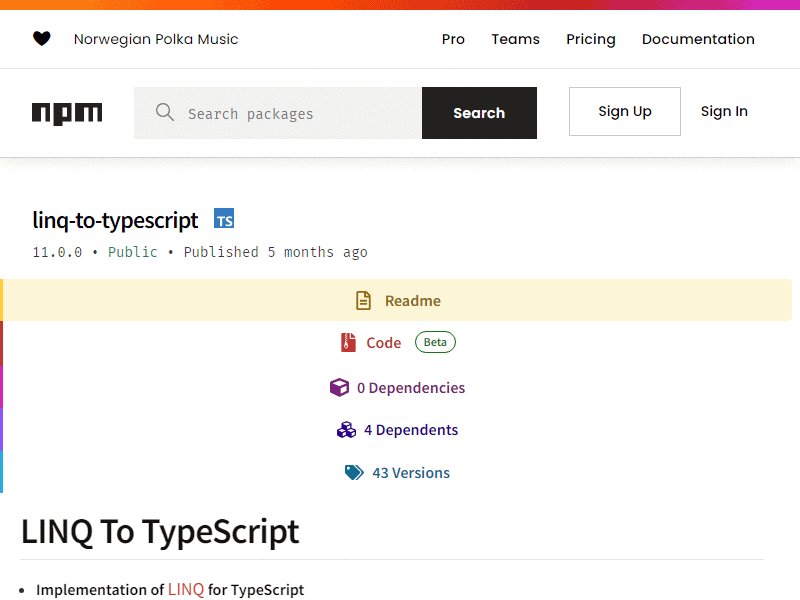 Norwegian Polka Music
Pro Teams Pricing Documentation
npm
Search packages
Search
Sign Up
Sign In
linq-to-typescript TS
11.0.0 • Public • Published 5 months ago
Readme
Code Beta
0 Dependencies
4 Dependents
43 Versions
LINQ To TypeScript
• Implementation of LINQ for TypeScript